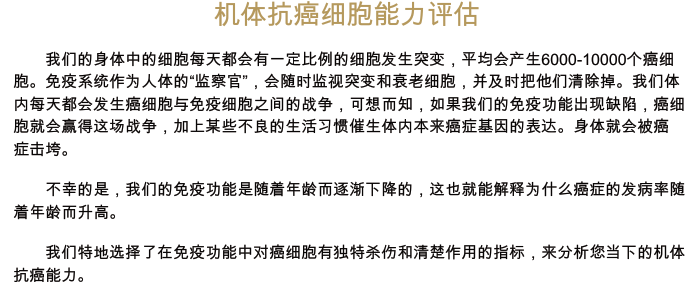 机体抗癌细胞能力评估
我们的身体中的细胞每天都会有一定比例的细胞发生突变，平均会产生6000-10000个癌细
胞。免疫系统作为人体的“监察官”，会随时监视突变和衰老细胞，并及时把他们清除掉。我们体
内每天都会发生癌细胞与免疫细胞之间的战争，可想而知，如果我们的免疫功能出现缺陷，癌细
胞就会赢得这场战争，加上某些不良的生活习惯催生体内本来癌症基因的表达。身体就会被癌
症击垮。
不幸的是，我们的免疫功能是随着年龄而逐渐下降的，这也就能解释为什么癌症的发病率随
着年龄而升高。
我们特地选择了在免疫功能中对癌细胞有独特杀伤和清楚作用的指标，来分析您当下的机体
抗癌能力。